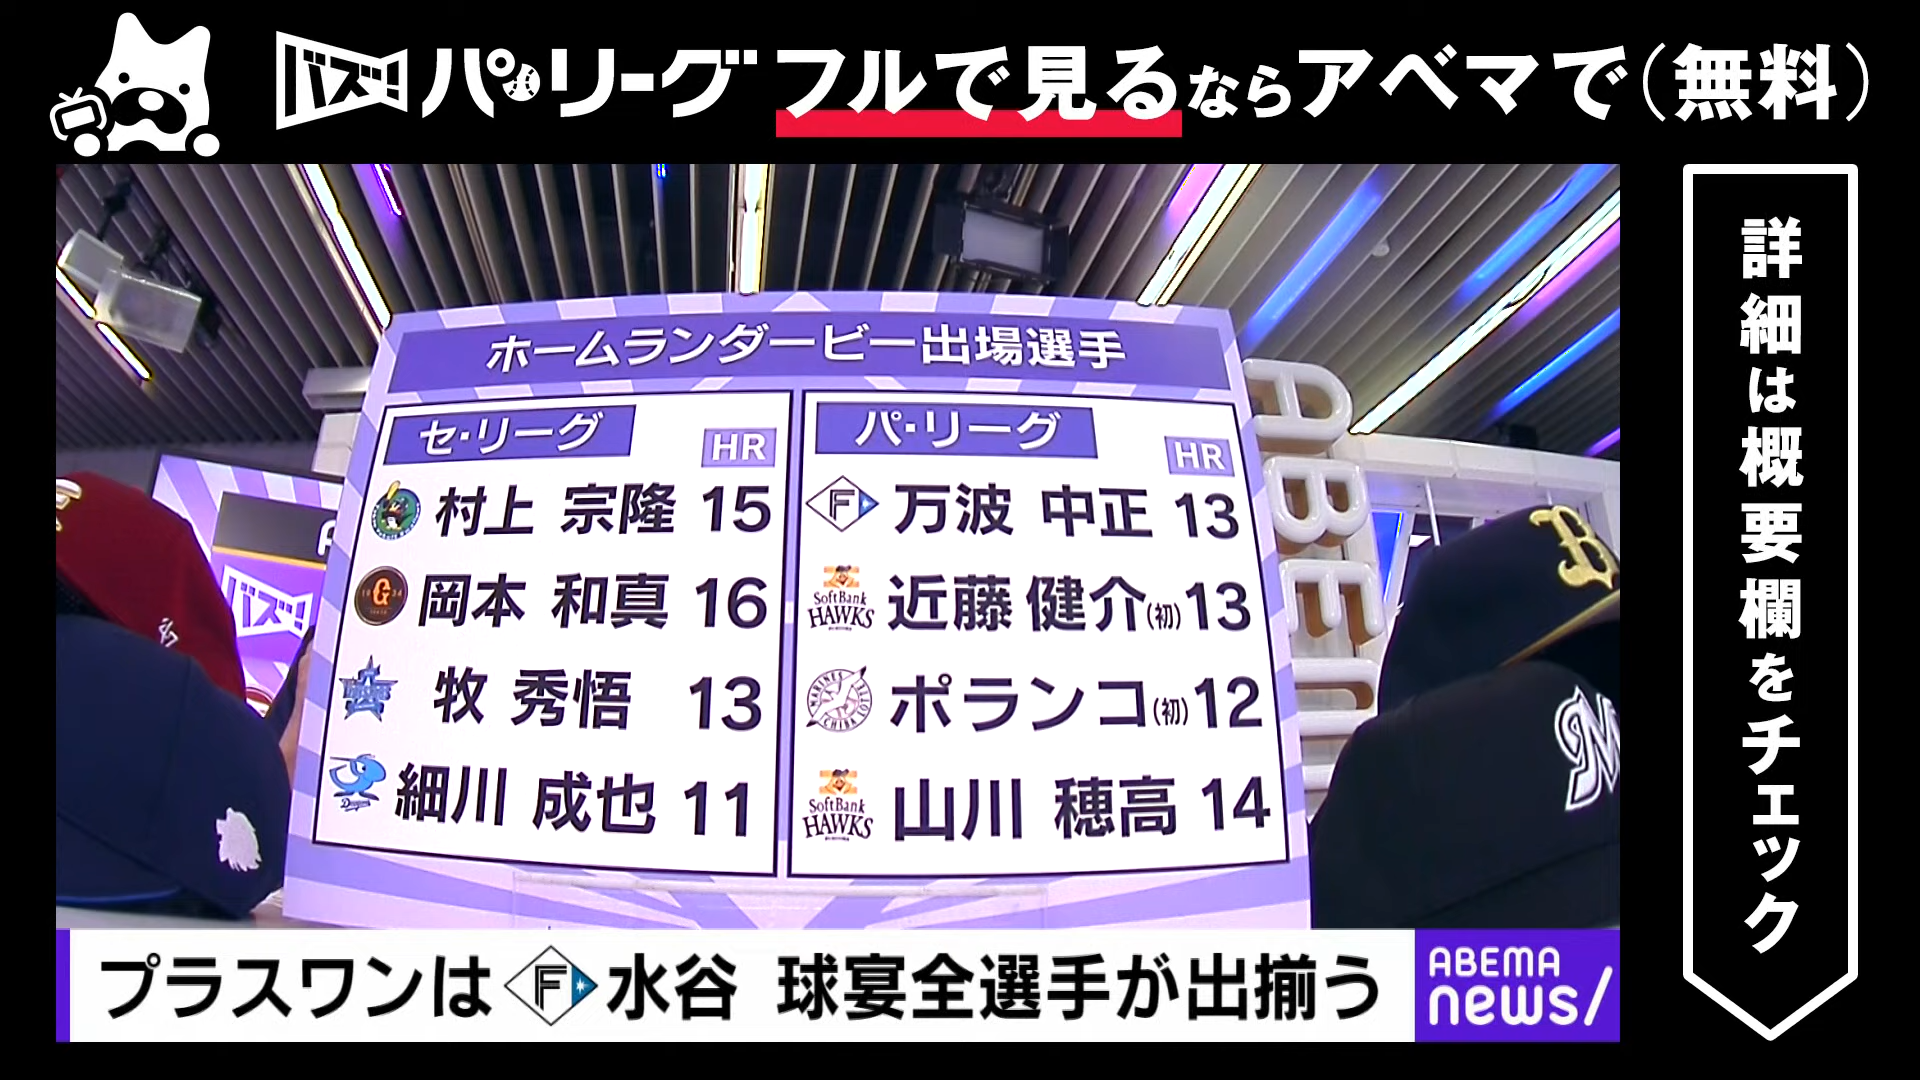 バズ!パ・リーグ フルで見るならアベマで(無料)
詳細は概要欄をチェック
ホームランダービー出場選手
セ・リーグ HR
村上 宗隆 15
岡本 和真 16
牧 秀悟 13
細川 成也 11
パ・リーグ HR
F 万波 中正 13
SoftBank HAWKS 近藤 健介(初) 13
MARINES ポランコ(初) 12
SoftBank HAWKS 山川 穂高 14
バズ!
ABE
B
M
プラスワンは F 水谷 球宴全選手が出揃う
ABEMA news/